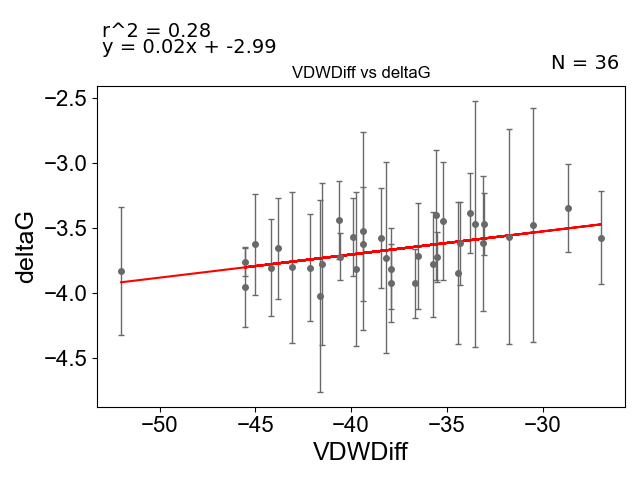 r^2 = 0.28
y = 0.02x + -2.99
N = 36
VDWDiff vs deltaG
−2.5
−3.0
−3.5
−4.0
−4.5
deltaG
−50
−45
−40
−35
−30
VDWDiff